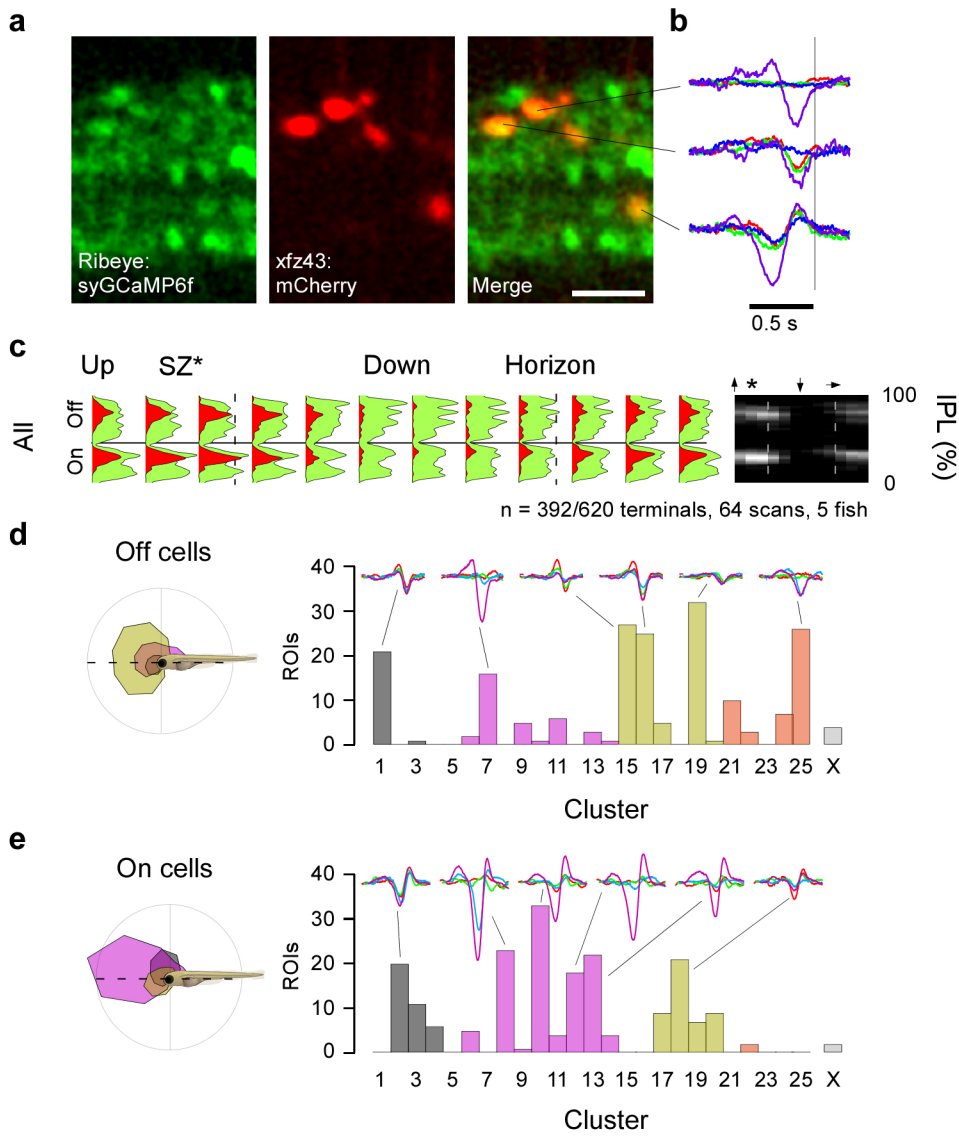 a
b
Ribeye:
syGCaMP6f
xfz43:
mCherry
Merge
0.5 s
c
Up
SZ*
Down
Horizon
All
Off
On
*
100
0
IPL (%)
n = 392/620 terminals, 64 scans, 5 fish
d
Off cells
ROIs
40
30
20
10
0
1 3 5 7 9 11 13 15 17 19 21 23 25 X
Cluster
e
On cells
ROIs
40
30
20
10
0
1 3 5 7 9 11 13 15 17 19 21 23 25 X
Cluster